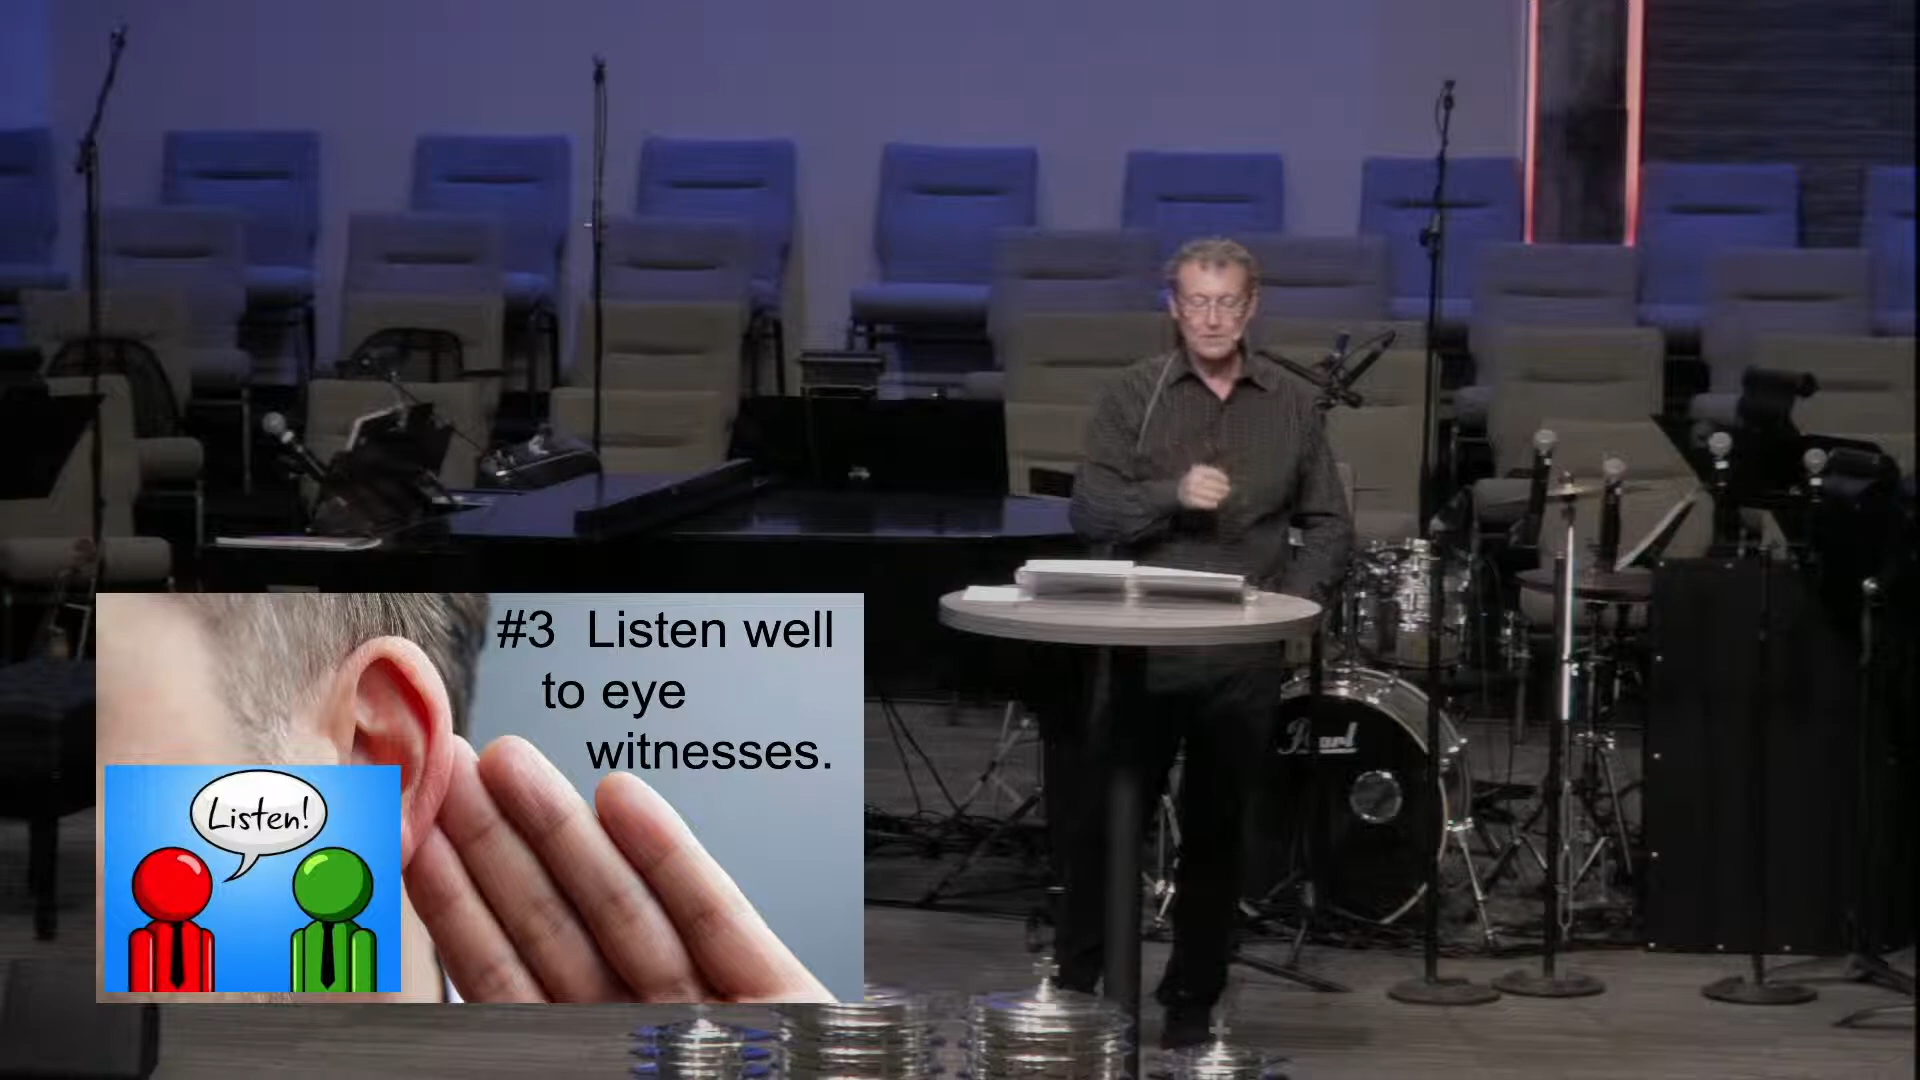 #3 Listen well
to eye
witnesses.
Listen!
Pearl